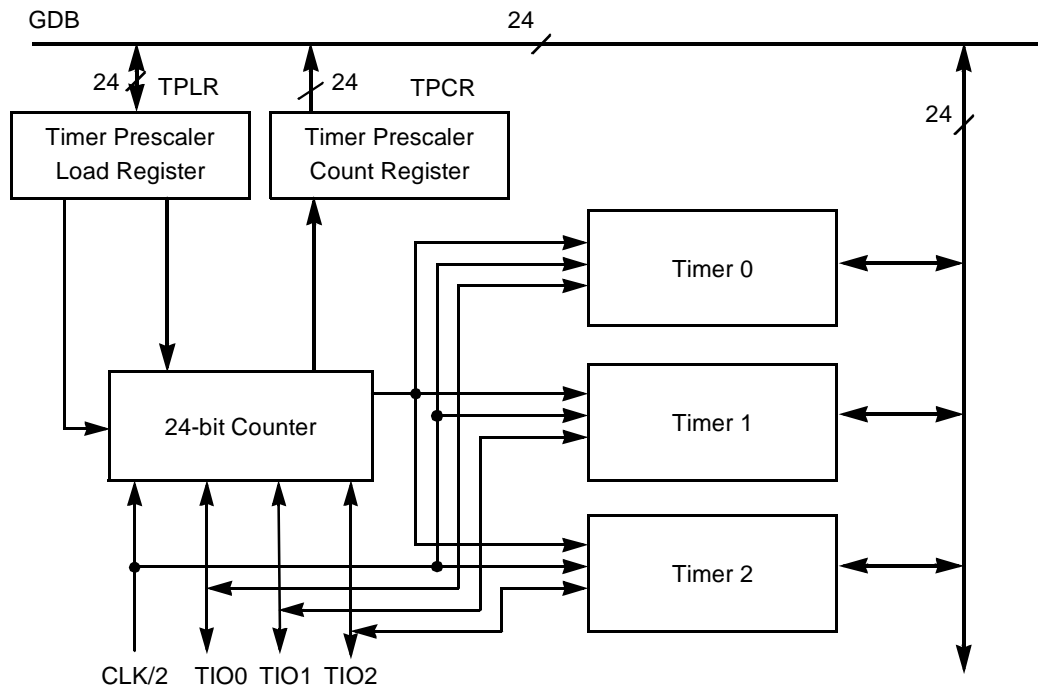 GDB
24
24
TPLR
24
TPCR
24
Timer Prescaler
Load Register
Timer Prescaler
Count Register
Timer 0
24-bit Counter
Timer 1
Timer 2
CLK/2
TIO0
TIO1
TIO2